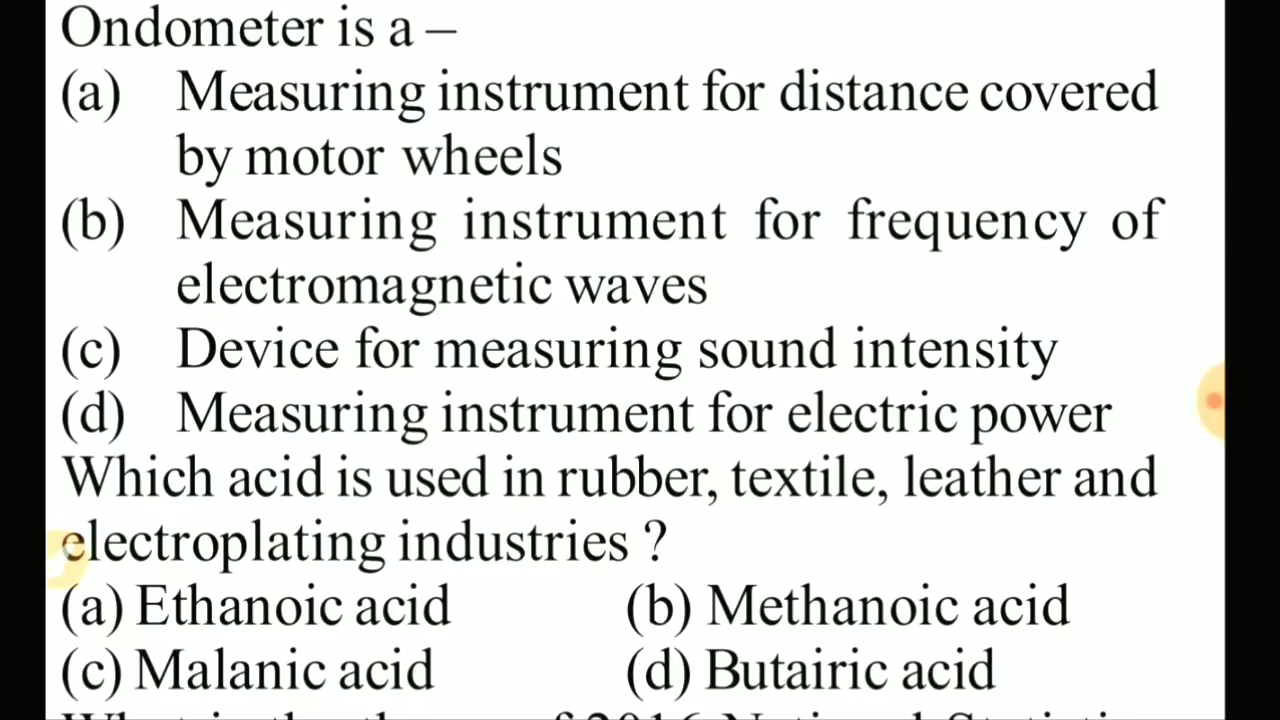 Ondometer is a –
(a) Measuring instrument for distance covered
by motor wheels
(b) Measuring instrument for frequency of
electromagnetic waves
(c) Device for measuring sound intensity
(d) Measuring instrument for electric power
Which acid is used in rubber, textile, leather and
electroplating industries ?
(a) Ethanoic acid (b) Methanoic acid
(c) Malanic acid (d) Butairic acid